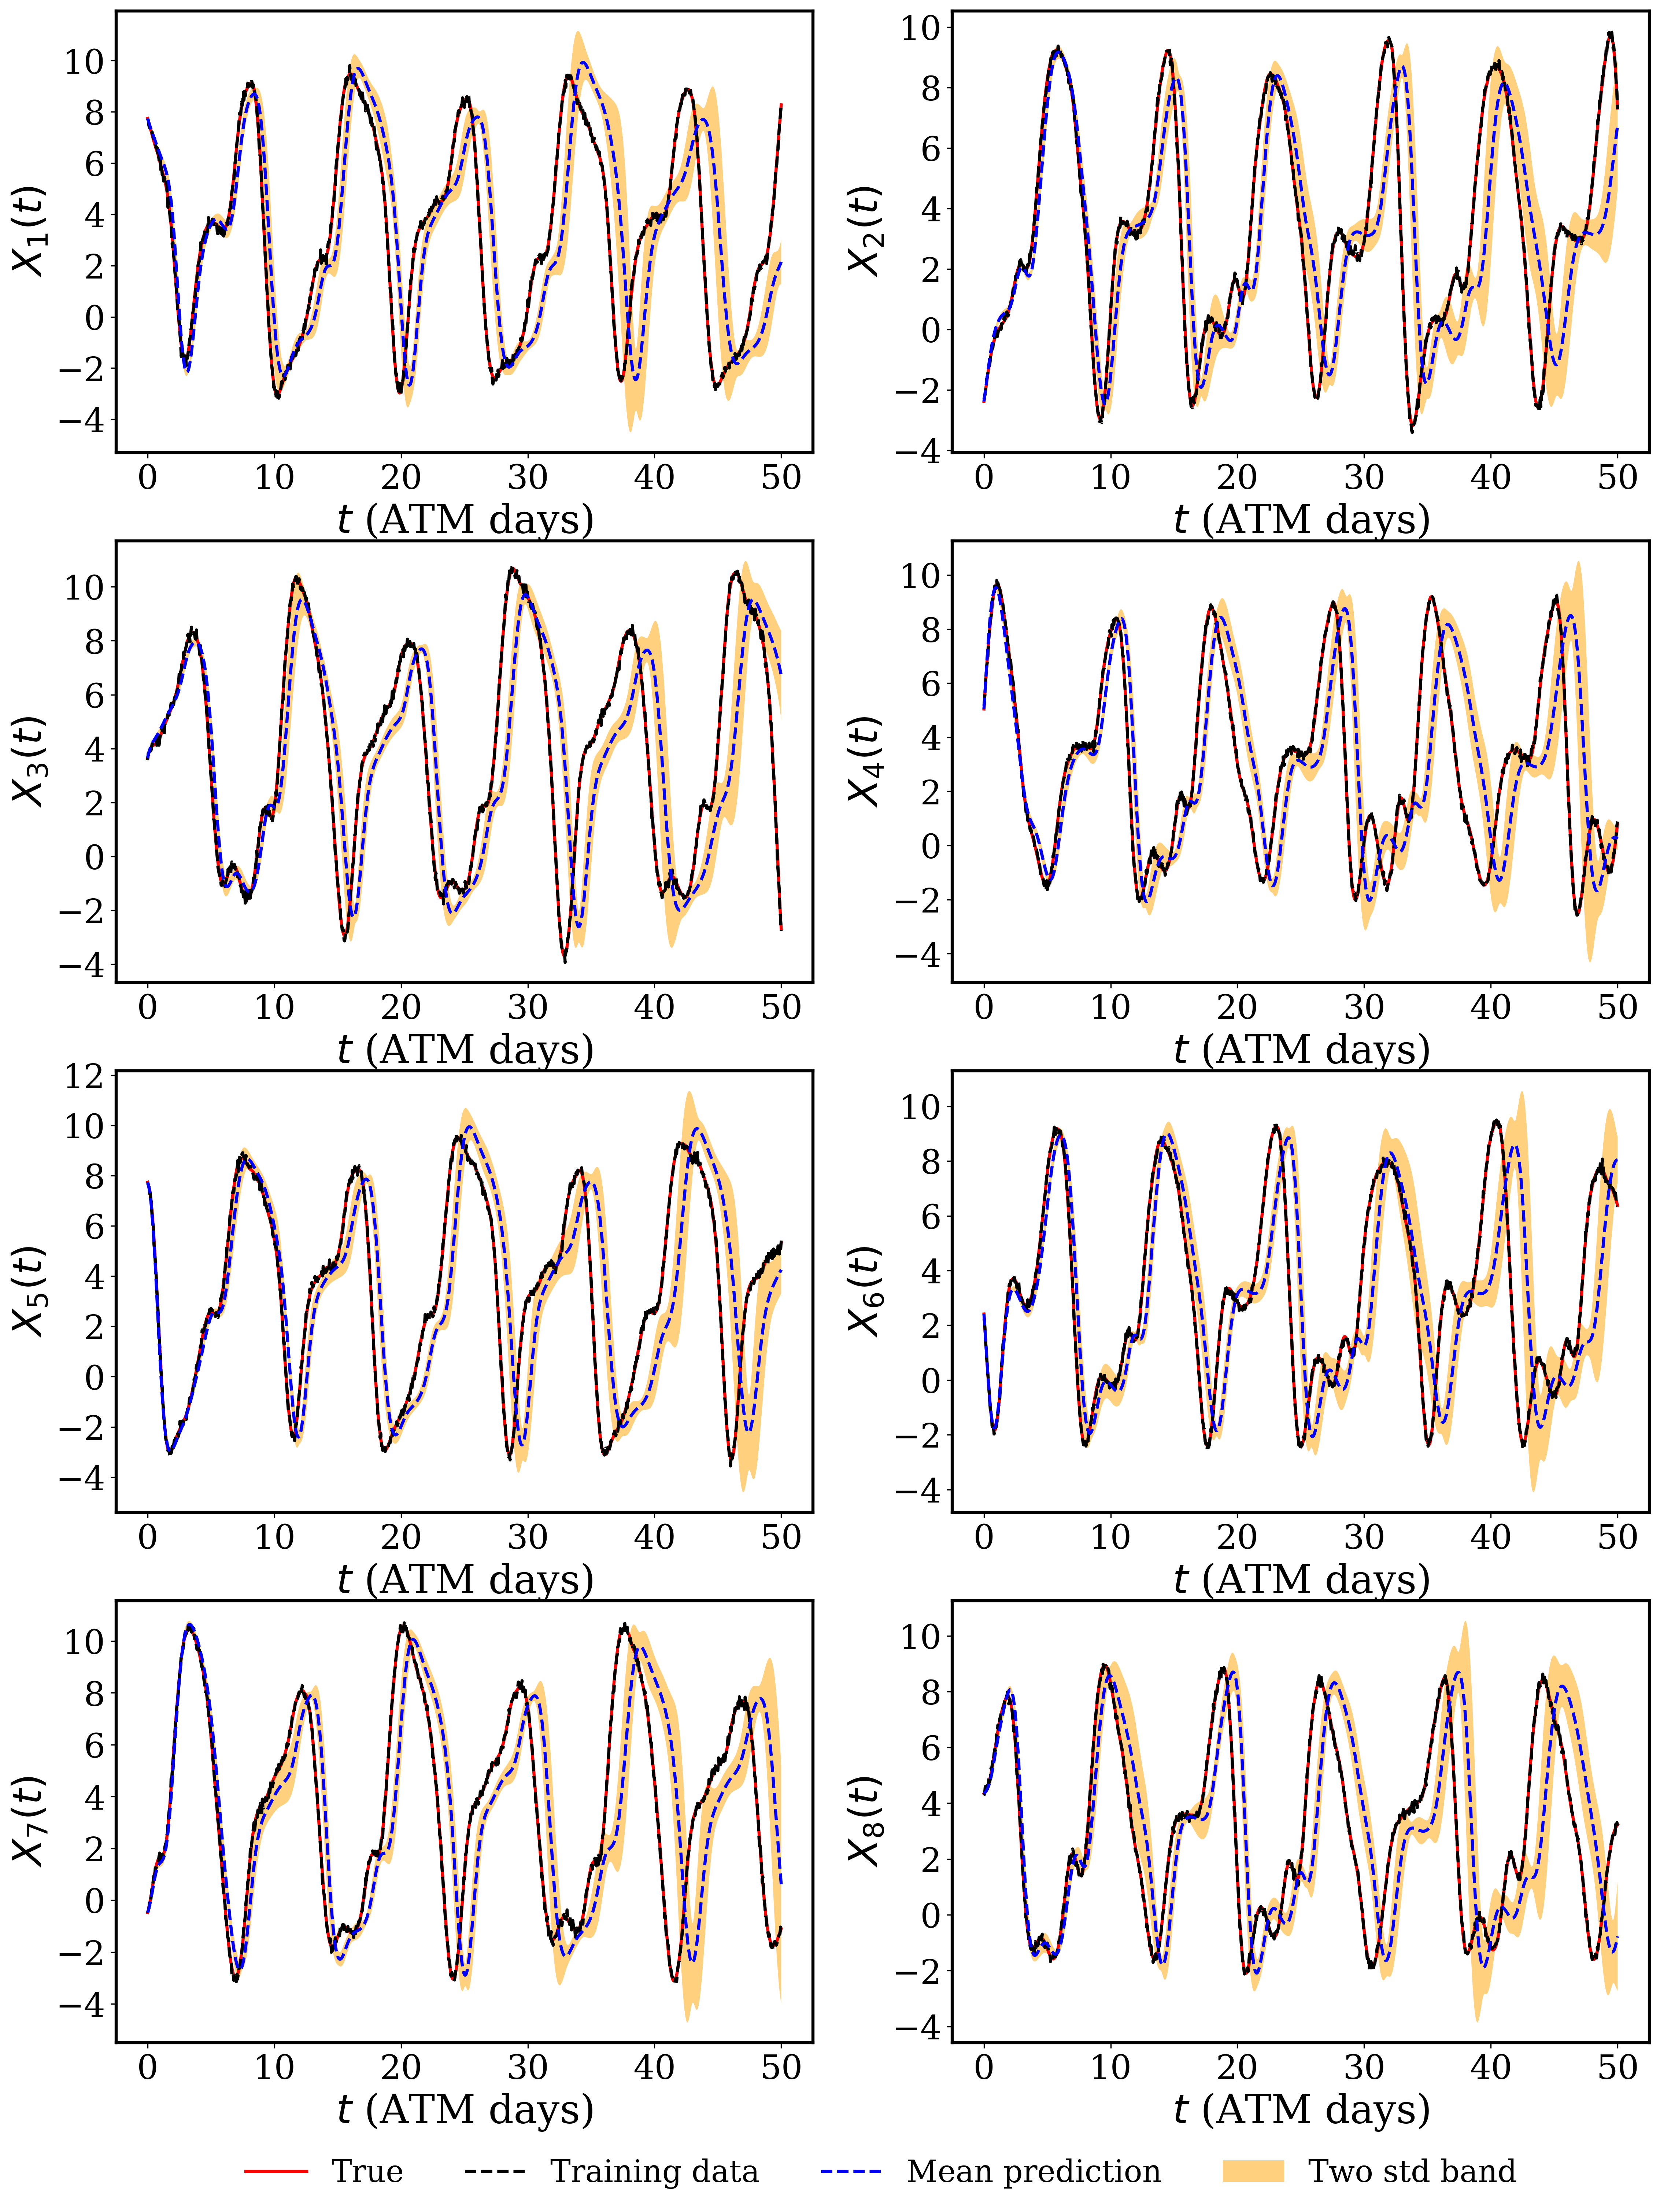 10
8
6
4
2
0
−2
−4
X1(t)
0 10 20 30 40 50
t (ATM days)
10
8
6
4
2
0
−2
−4
X2(t)
0 10 20 30 40 50
t (ATM days)
10
8
6
4
2
0
−2
−4
X3(t)
0 10 20 30 40 50
t (ATM days)
10
8
6
4
2
0
−2
−4
X4(t)
0 10 20 30 40 50
t (ATM days)
12
10
8
6
4
2
0
−2
−4
X5(t)
0 10 20 30 40 50
t (ATM days)
10
8
6
4
2
0
−2
−4
X6(t)
0 10 20 30 40 50
t (ATM days)
10
8
6
4
2
0
−2
−4
X7(t)
0 10 20 30 40 50
t (ATM days)
10
8
6
4
2
0
−2
−4
X8(t)
0 10 20 30 40 50
t (ATM days)
True Training data Mean prediction Two std band